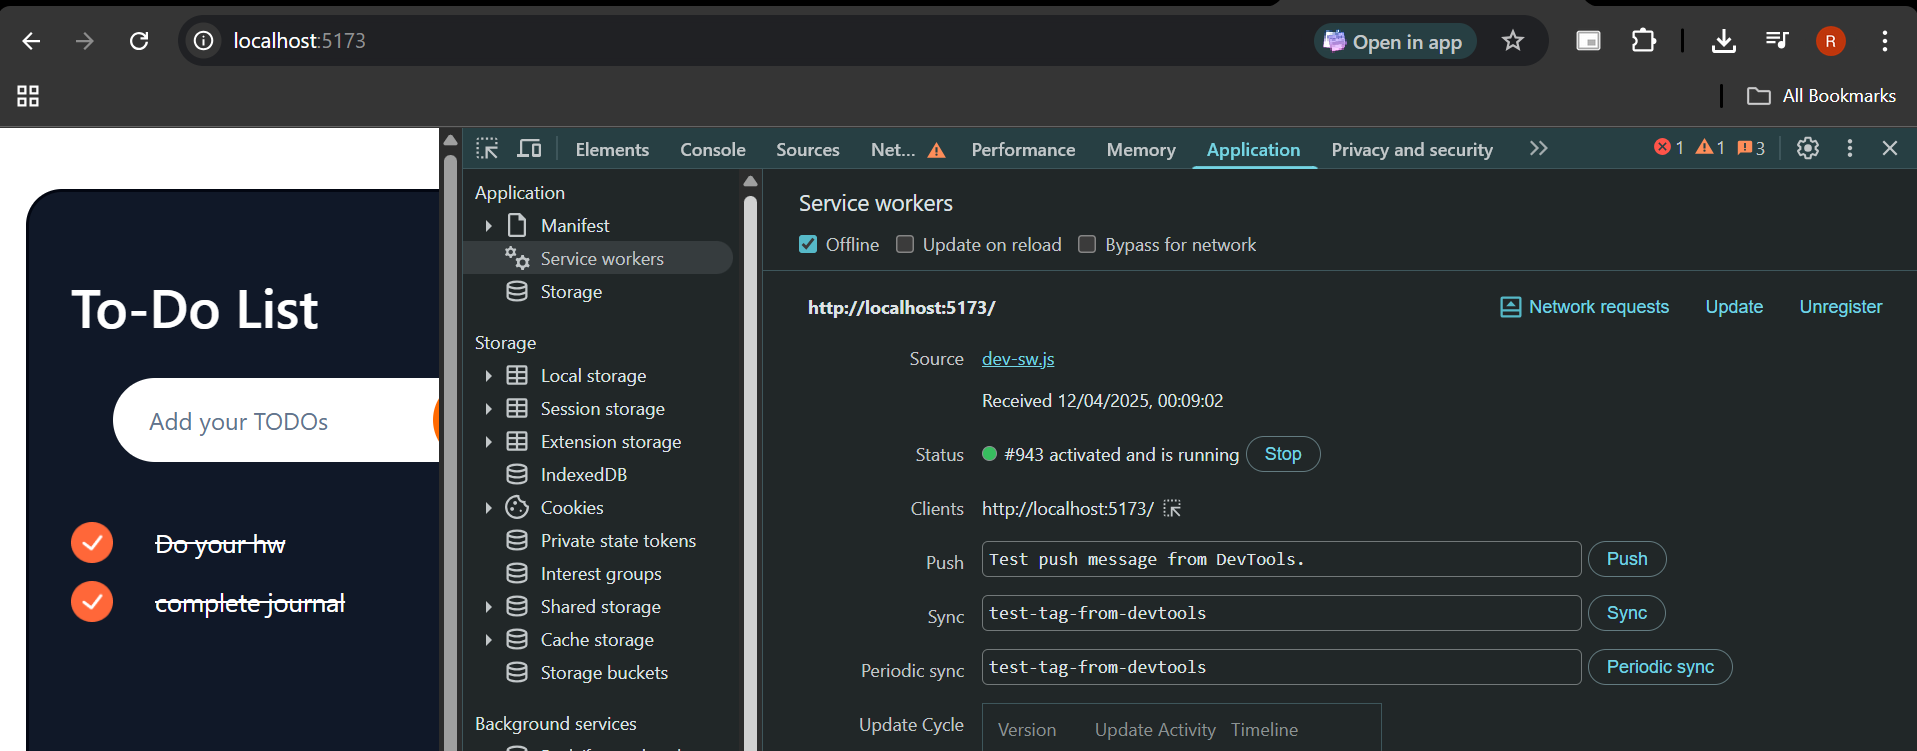 localhost:5173
Open in app
R
All Bookmarks
Elements Console Sources Net... Performance Memory Application Privacy and security 1 1 3
To-Do List
Add your TODOs
Do your hw
complete journal
Application
Manifest
Service workers
Storage
Storage
Local storage
Session storage
Extension storage
IndexedDB
Cookies
Private state tokens
Interest groups
Shared storage
Cache storage
Storage buckets
Background services
Service workers
Offline Update on reload Bypass for network
http://localhost:5173/ Network requests Update Unregister
Source dev-sw.js
Received 12/04/2025, 00:09:02
Status #943 activated and is running Stop
Clients http://localhost:5173/
Push Test push message from DevTools. Push
Sync test-tag-from-devtools Sync
Periodic sync test-tag-from-devtools Periodic sync
Update Cycle Version Update Activity Timeline